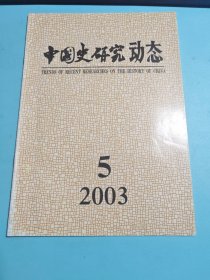 中国史研究动态
TRENDS OF RECENT RESEARCHES ON THE HISTORY OF CHINA
5
2003